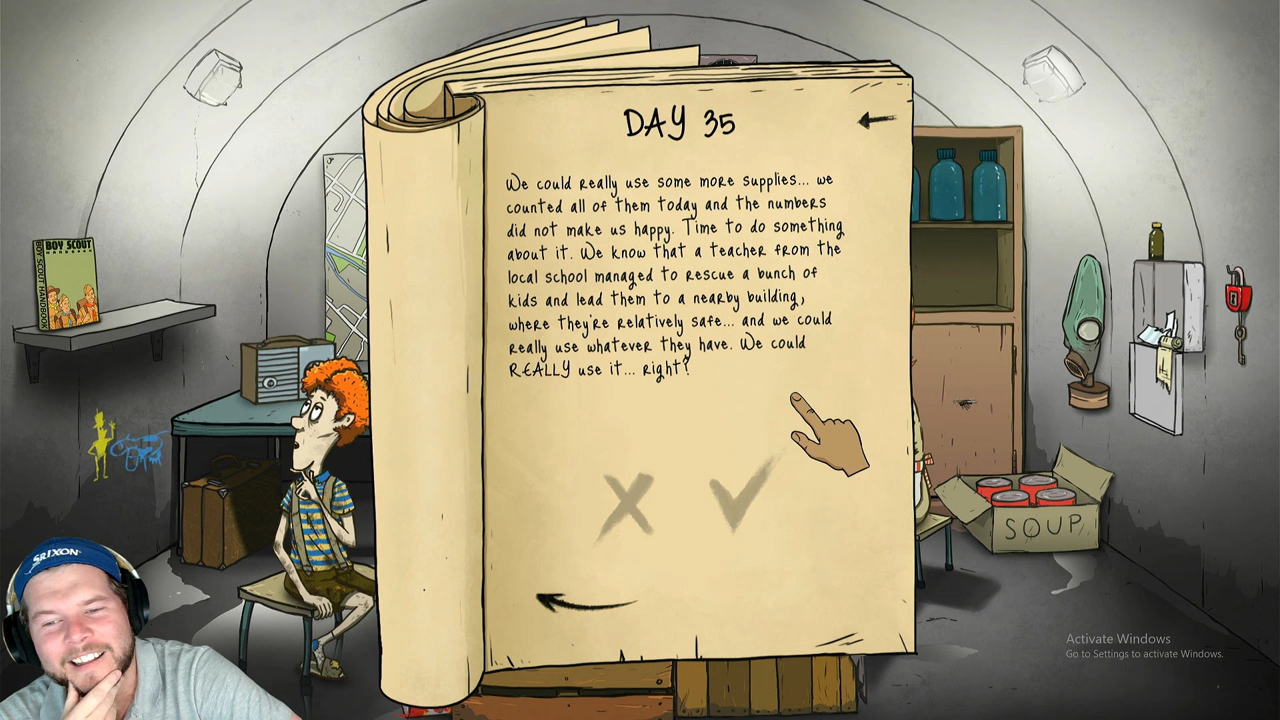 DAY 35
We could really use some more supplies... we
counted all of them today and the numbers
did not make us happy. Time to do something
about it. We know that a teacher from the
local school managed to rescue a bunch of
kids and lead them to a nearby building,
where they're relatively safe... and we could
really use whatever they have. We could
REALLY use it... right?
BOY SCOUT
HANDBOOK
BOY SCOUT HANDBOOK
SOUP
SRIXON
Activate Windows
Go to Settings to activate Windows.